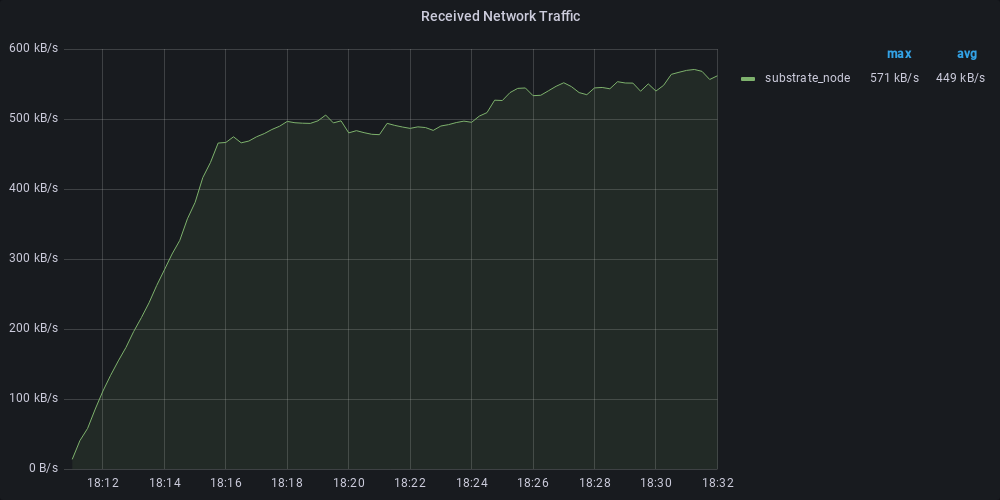 Received Network Traffic
600 kB/s
500 kB/s
400 kB/s
300 kB/s
200 kB/s
100 kB/s
0 B/s
18:12 18:14 18:16 18:18 18:20 18:22 18:24 18:26 18:28 18:30 18:32
max avg
substrate_node 571 kB/s 449 kB/s